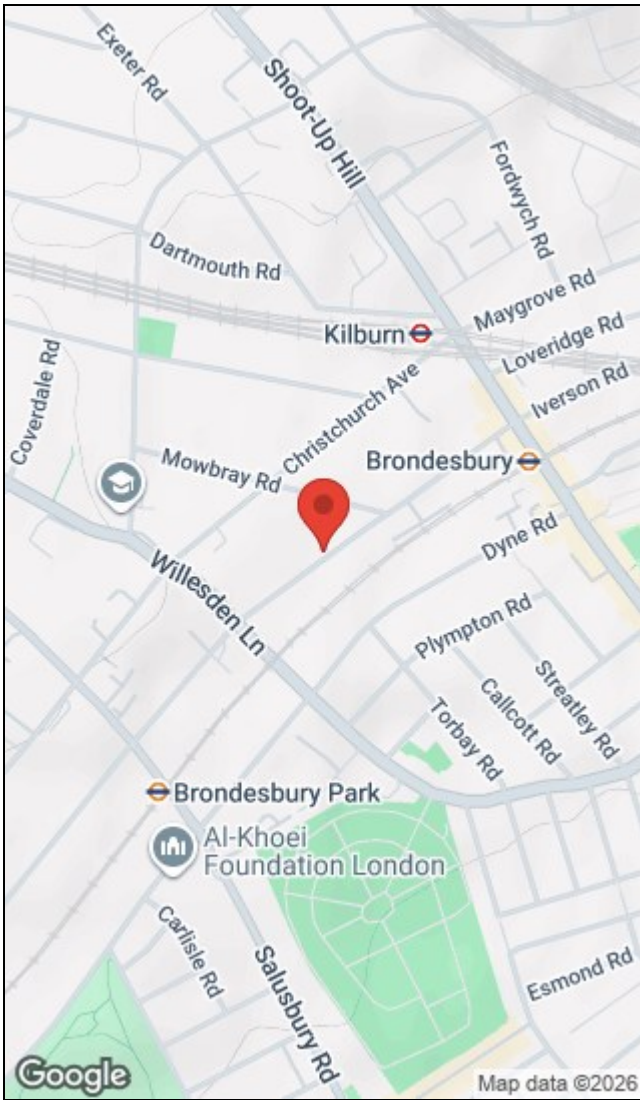 Exeter Rd
Shoot-Up Hill
Fordwych Rd
Dartmouth Rd
Maygrove Rd
Kilburn
Loveridge Rd
Iverson Rd
Coverdale Rd
Christchurch Ave
Mowbray Rd
Brondesbury
Dyne Rd
Willesden Ln
Plympton Rd
Streatley Rd
Callcott Rd
Torbay Rd
Brondesbury Park
Al-Khoei
Foundation London
Carlisle Rd
Salusbury Rd
Esmond Rd
Google
Map data ©2026